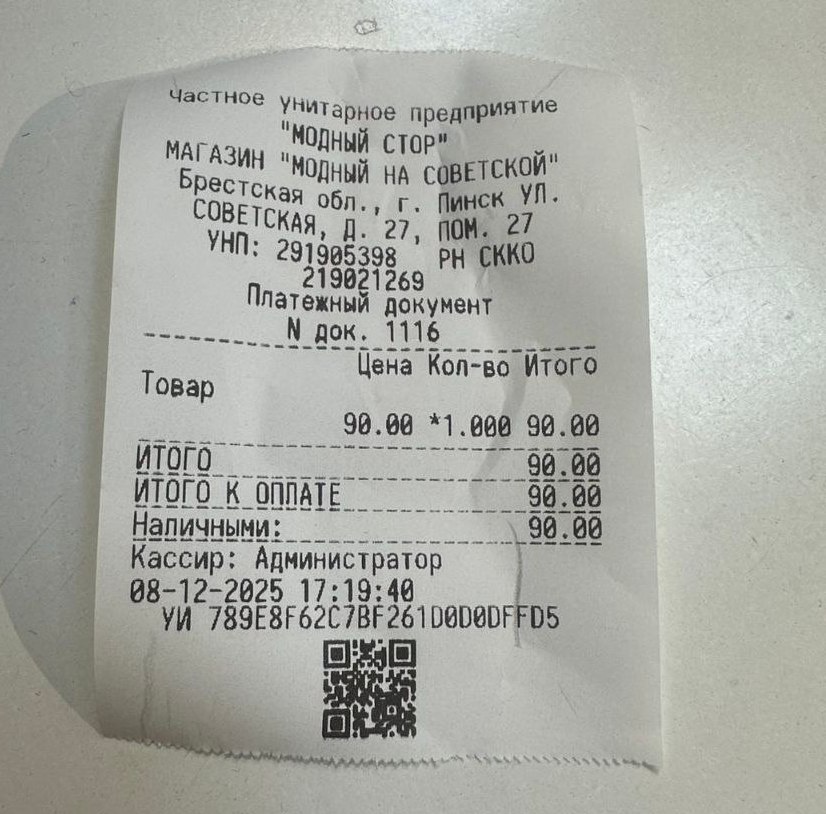 Частное унитарное предприятие
"МОДНЫЙ СТОР"
МАГАЗИН "МОДНЫЙ НА СОВЕТСКОЙ"
Брестская обл., г. Пинск УЛ.
СОВЕТСКАЯ, Д. 27, ПОМ. 27
УНП: 291905398 РН СККО
219021269
Платежный документ
N док. 1116
Цена Кол-во Итого
Товар
90.00 *1.000 90.00
ИТОГО 90.00
ИТОГО К ОПЛАТЕ 90.00
Наличными: 90.00
Кассир: Администратор
08-12-2025 17:19:40
УИ 789E8F62C7BF261D0D0DFFD5